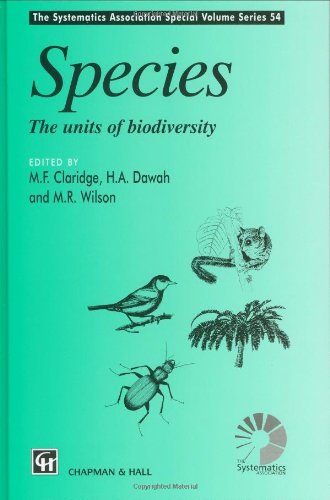 The Systematics Association Special Volume Series 54
Species
The units of biodiversity
EDITED BY
M.F. Claridge, H.A. Dawah
and M.R. Wilson
CH
CHAPMAN & HALL
THE
Systematics
ASSOCIATION